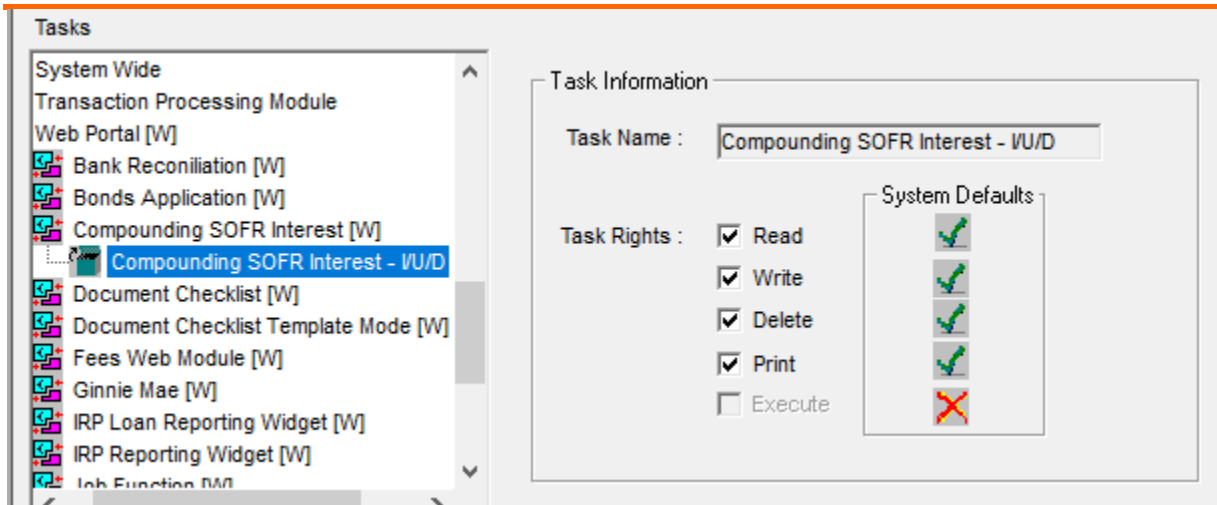 Tasks
System Wide
Transaction Processing Module
Web Portal [W]
Bank Reconiliation [W]
Bonds Application [W]
Compounding SOFR Interest [W]
Compounding SOFR Interest - I/U/D
Document Checklist [W]
Document Checklist Template Mode [W]
Fees Web Module [W]
Ginnie Mae [W]
IRP Loan Reporting Widget [W]
IRP Reporting Widget [W]
Job Function [W]
Task Information
Task Name : Compounding SOFR Interest - I/U/D
System Defaults
Task Rights : Read
Write
Delete
Print
Execute